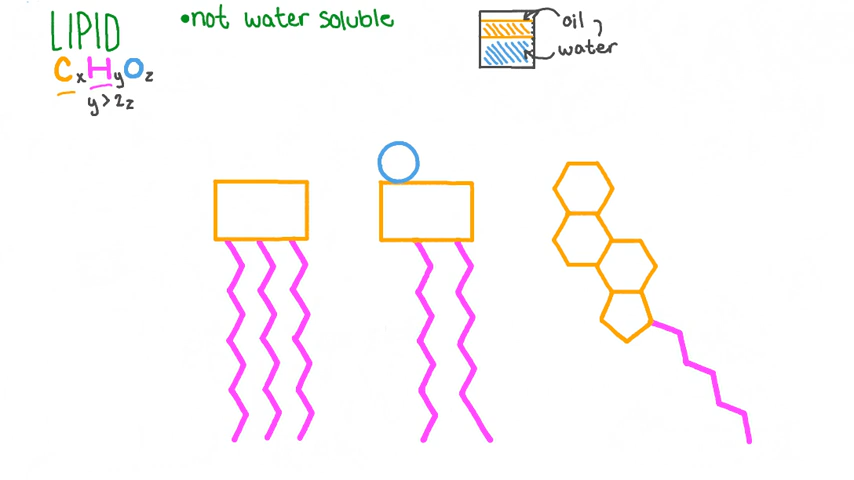 LIPID
CxHyOz
y > 2z
•not water soluble
oil
water